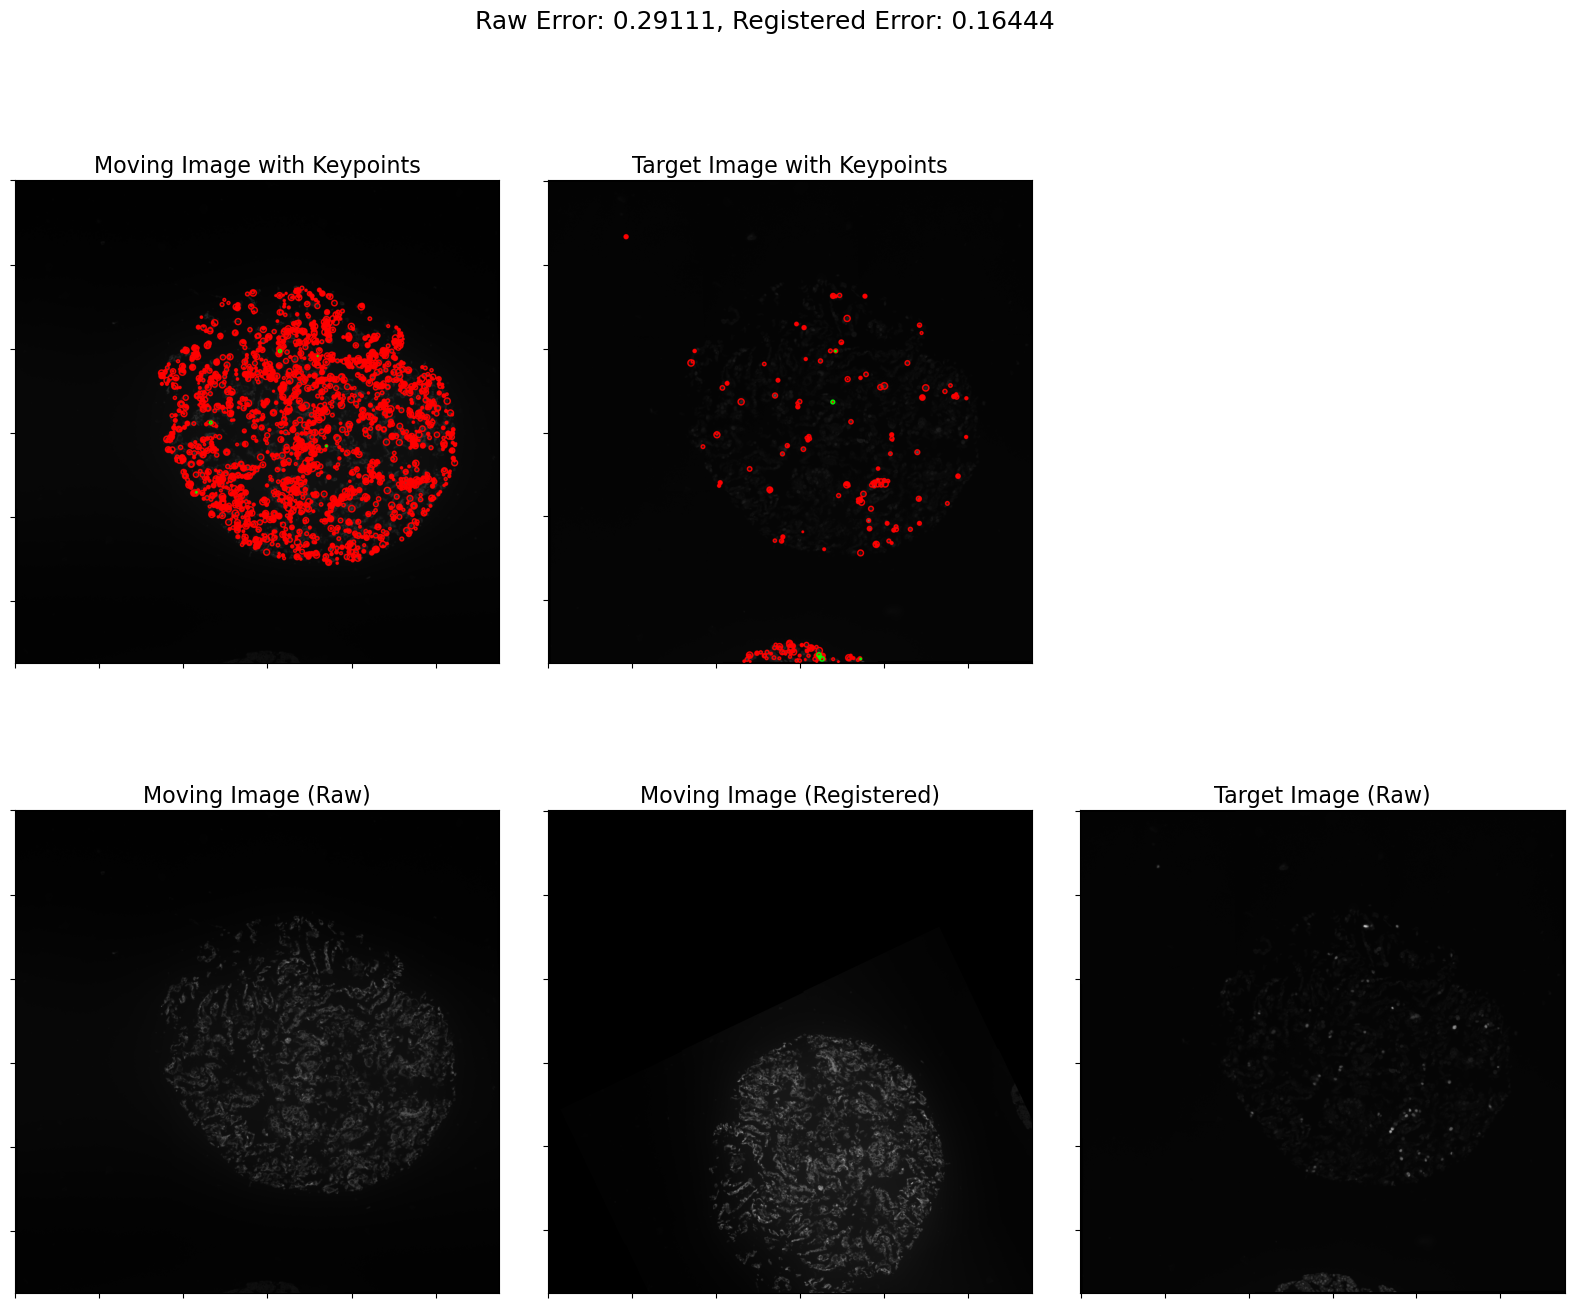 Raw Error: 0.29111, Registered Error: 0.16444
Moving Image with Keypoints
Target Image with Keypoints
Moving Image (Raw)
Moving Image (Registered)
Target Image (Raw)